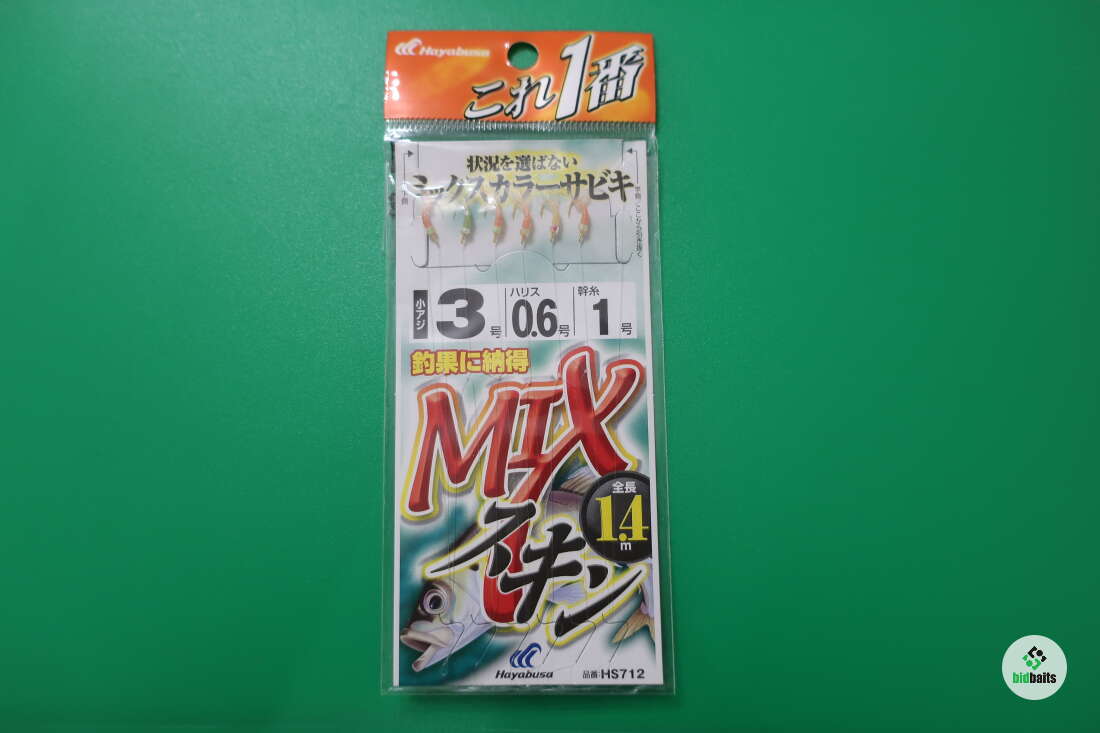 Hayabusa
これ1番
状況を選ばない
ミックスカラーサビキ
小アジ 3号 ハリス 0.6号 幹糸 1号
釣果に納得
MIX
スキン
全長
1.4
m
Hayabusa
品番:HS712
bidbaits